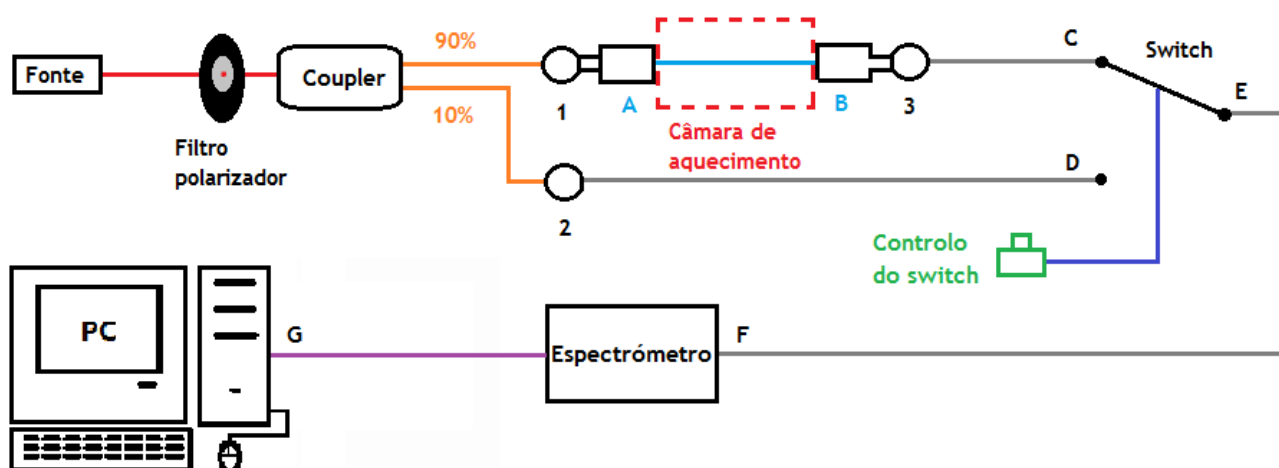 90%
C
Switch
Fonte
Coupler
E
10%
1
A
B
3
Câmara de
aquecimento
Filtro
polarizador
D
2
Controlo
do switch
PC
G
F
Espectrómetro